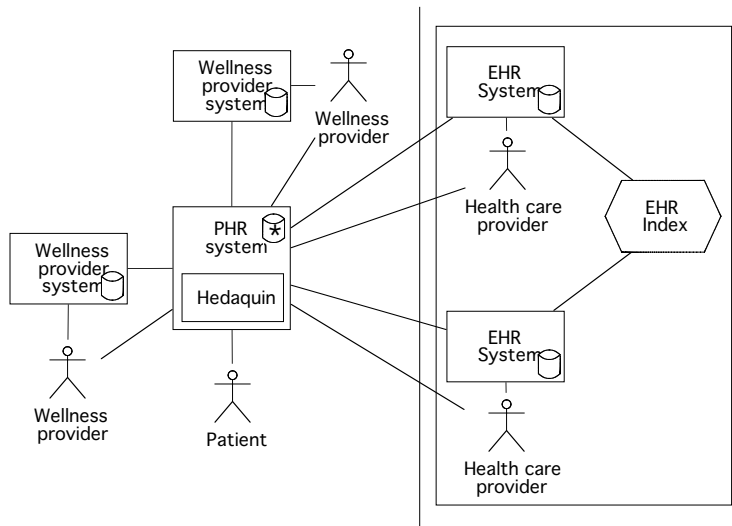 Wellness
provider
system
Wellness
provider
EHR
System
Health care
provider
EHR
Index
PHR
system
*
Hedaquin
Wellness
provider
system
Wellness
provider
Patient
EHR
System
Health care
provider